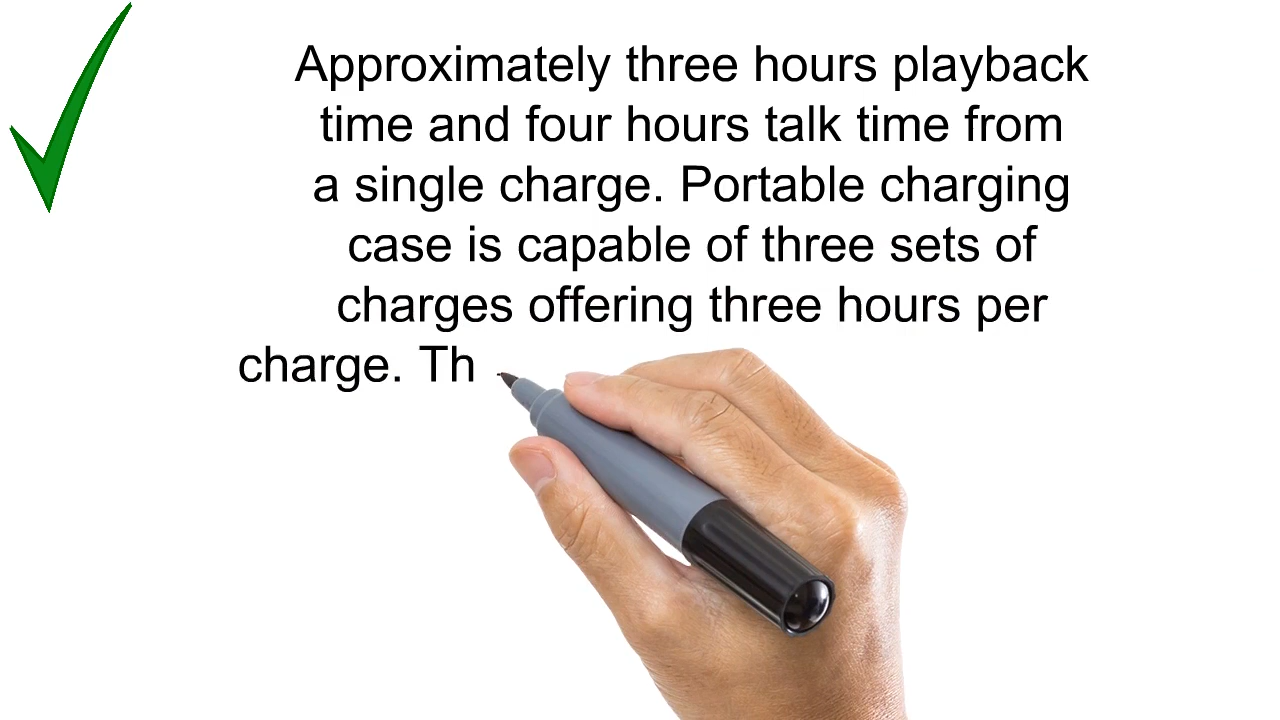 Approximately three hours playback
time and four hours talk time from
a single charge. Portable charging
case is capable of three sets of
charges offering three hours per
charge. Th